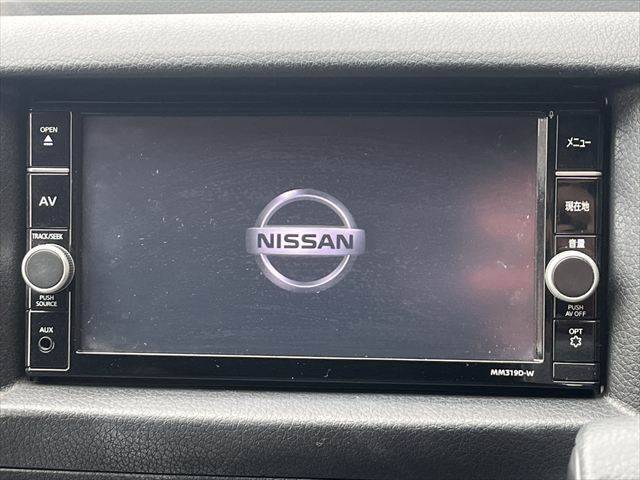 OPEN
AV
TRACK/SEEK
PUSH
SOURCE
AUX
NISSAN
メニュー
現在地
音量
PUSH
AV OFF
OPT
MM319D-W